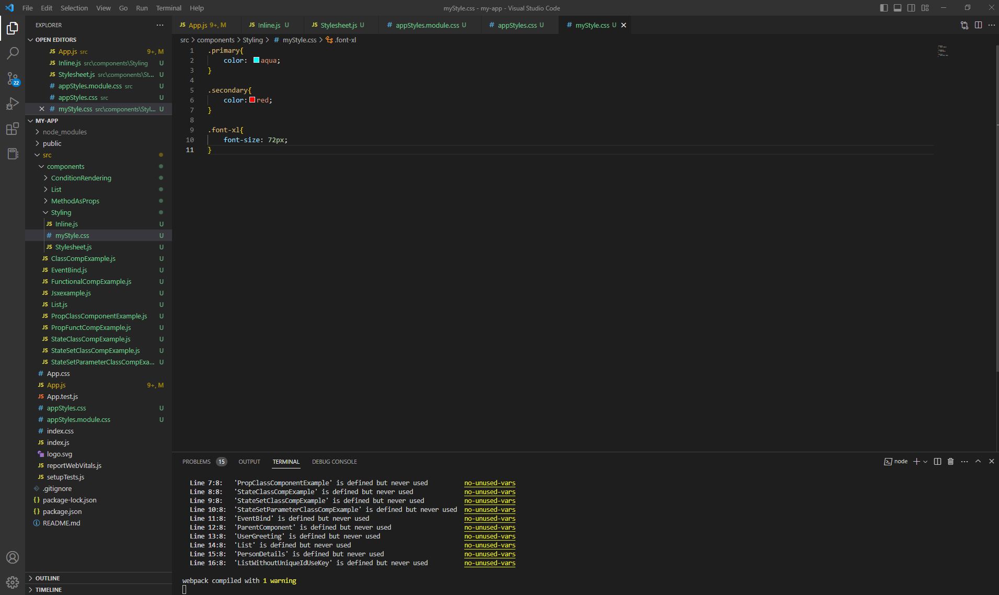 File Edit Selection View Go Run Terminal Help
myStyle.css - my-app - Visual Studio Code
EXPLORER
OPEN EDITORS
JS App.js src 9+, M
JS Inline.js src\components\Styling U
JS Stylesheet.js src\components\St... U
# appStyles.module.css src U
# appStyles.css src U
# myStyle.css src\components\Styl... U
MY-APP
node_modules
public
src
components
ConditionRendering
List
MethodAsProps
Styling
JS Inline.js U
# myStyle.css U
JS Stylesheet.js U
JS ClassCompExample.js U
JS EventBind.js U
JS FunctionalCompExample.js U
JS Jsxexample.js U
JS List.js U
JS PropClassComponentExample.js U
JS PropFunctCompExample.js U
JS StateClassCompExample.js U
JS StateSetClassCompExample.js U
JS StateSetParameterClassCompExa... U
# App.css
JS App.js 9+, M
JS App.test.js
# appStyles.css U
# appStyles.module.css U
# index.css
JS index.js
logo.svg
JS reportWebVitals.js
JS setupTests.js
.gitignore
{} package-lock.json
{} package.json
README.md
OUTLINE
TIMELINE
22
JS App.js 9+, M JS Inline.js U JS Stylesheet.js U # appStyles.module.css U # appStyles.css U # myStyle.css U
src > components > Styling > # myStyle.css > .font-xl
1 .primary{
2 color: aqua;
3 }
4
5 .secondary{
6 color: red;
7 }
8
9 .font-xl{
10 font-size: 72px;
11 }
PROBLEMS 15 OUTPUT TERMINAL DEBUG CONSOLE node
Line 7:8: 'PropClassComponentExample' is defined but never used no-unused-vars
Line 8:8: 'StateClassCompExample' is defined but never used no-unused-vars
Line 9:8: 'StateSetClassCompExample' is defined but never used no-unused-vars
Line 10:8: 'StateSetParameterClassCompExample' is defined but never used no-unused-vars
Line 11:8: 'EventBind' is defined but never used no-unused-vars
Line 12:8: 'ParentComponent' is defined but never used no-unused-vars
Line 13:8: 'UserGreeting' is defined but never used no-unused-vars
Line 14:8: 'List' is defined but never used no-unused-vars
Line 15:8: 'PersonDetails' is defined but never used no-unused-vars
Line 16:8: 'ListWithoutUniqueIdUseKey' is defined but never used no-unused-vars
webpack compiled with 1 warning